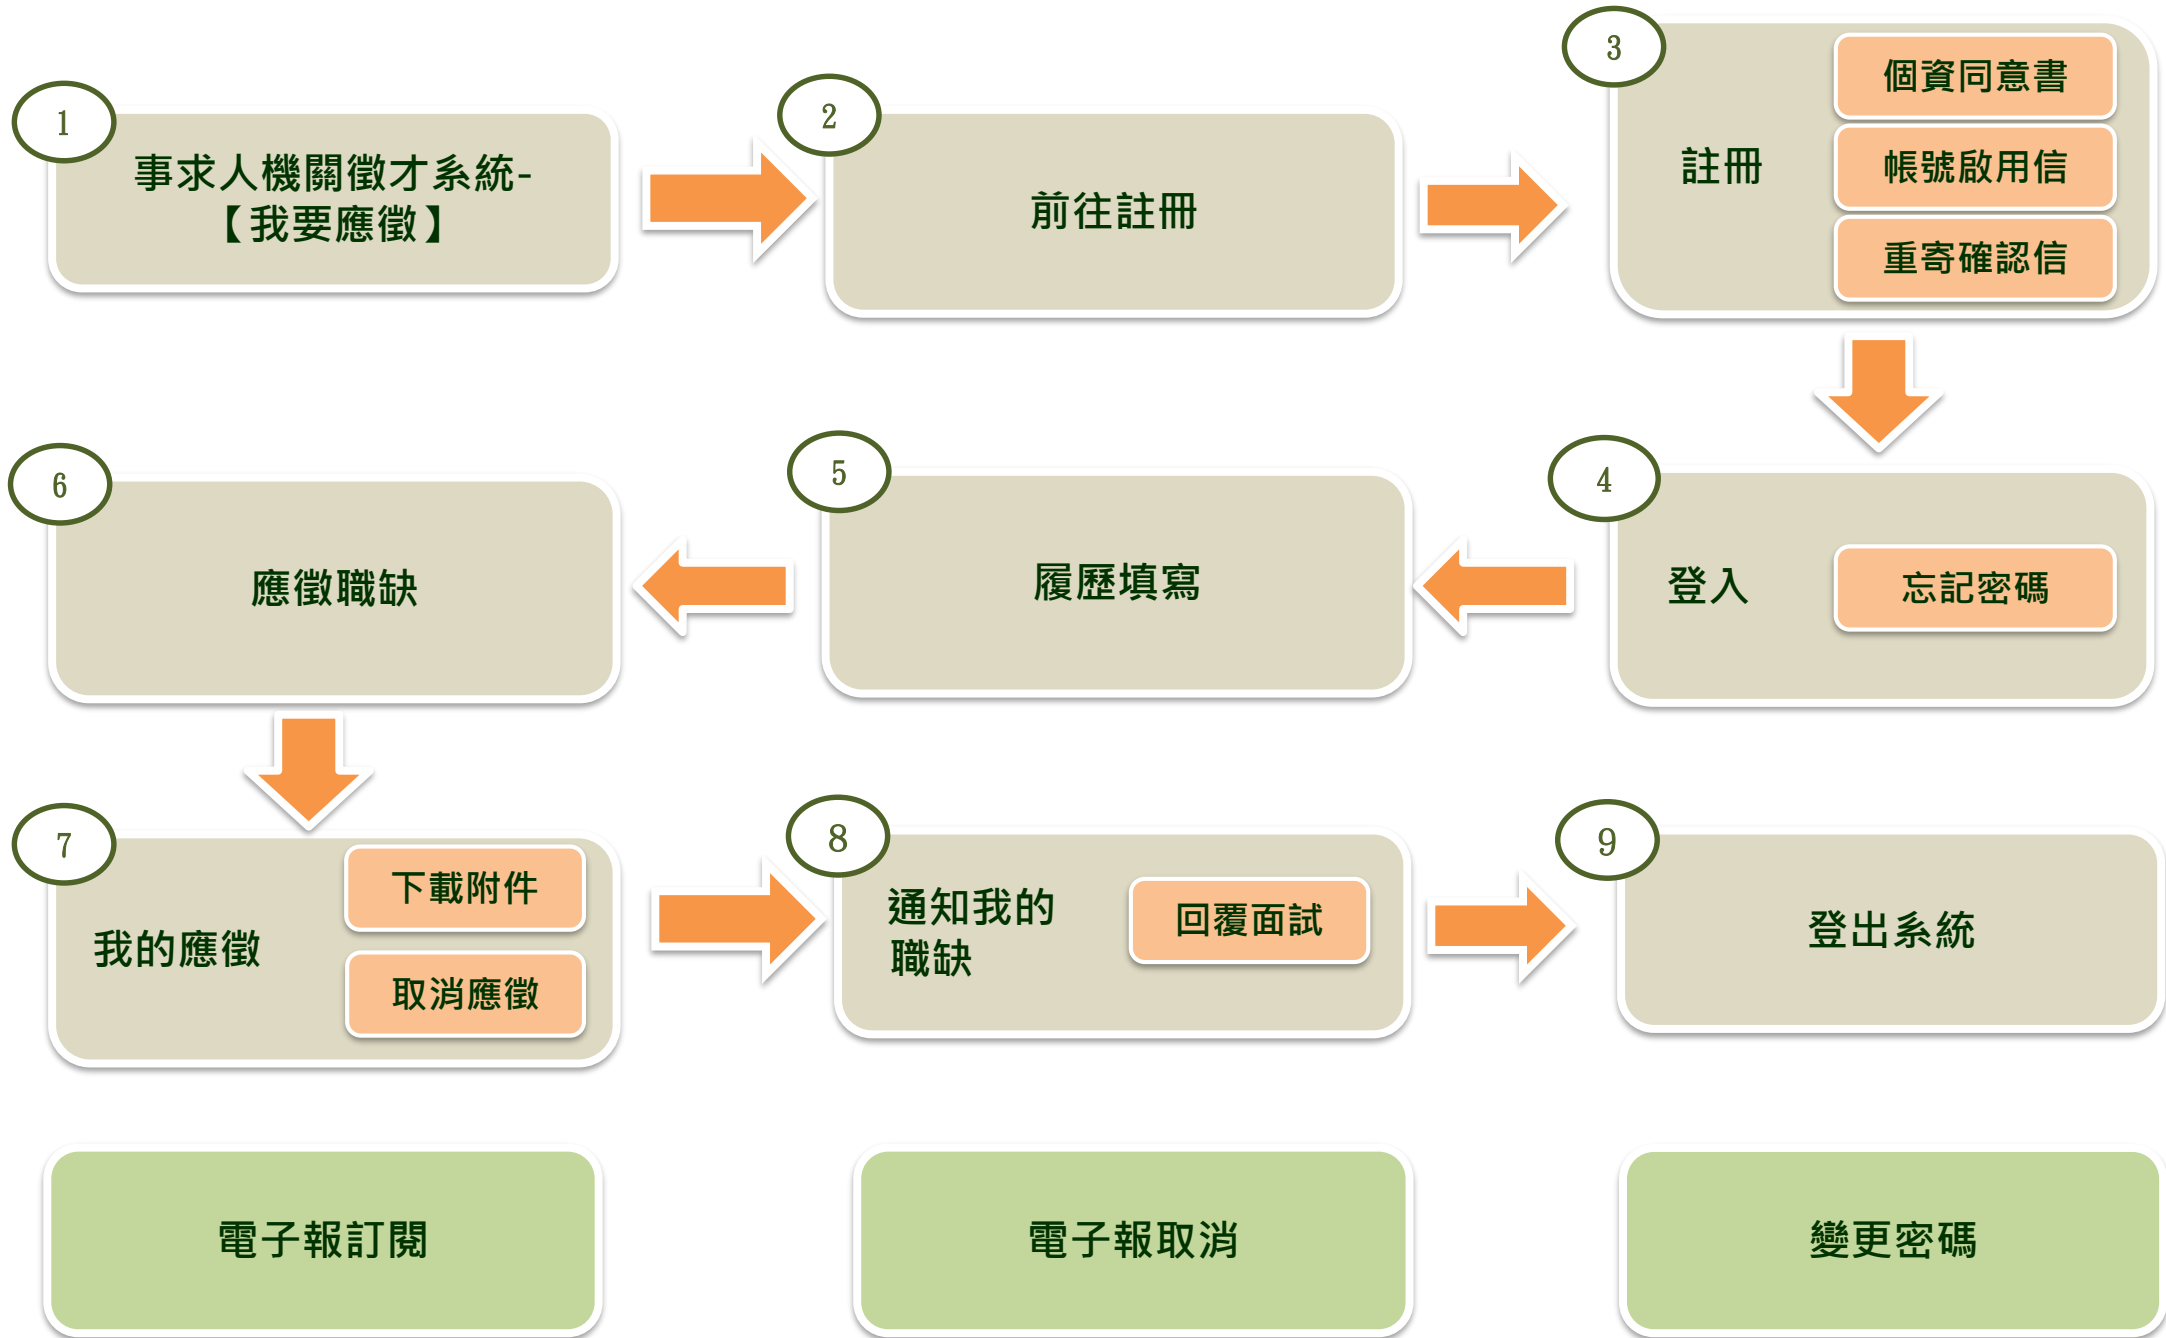 1
事求人機關徵才系統-
【我要應徵】
2
前往註冊
3
註冊
個資同意書
帳號啟用信
重寄確認信
4
登入
忘記密碼
5
履歷填寫
6
應徵職缺
7
我的應徵
下載附件
取消應徵
8
通知我的
職缺
回覆面試
9
登出系統
電子報訂閱
電子報取消
變更密碼